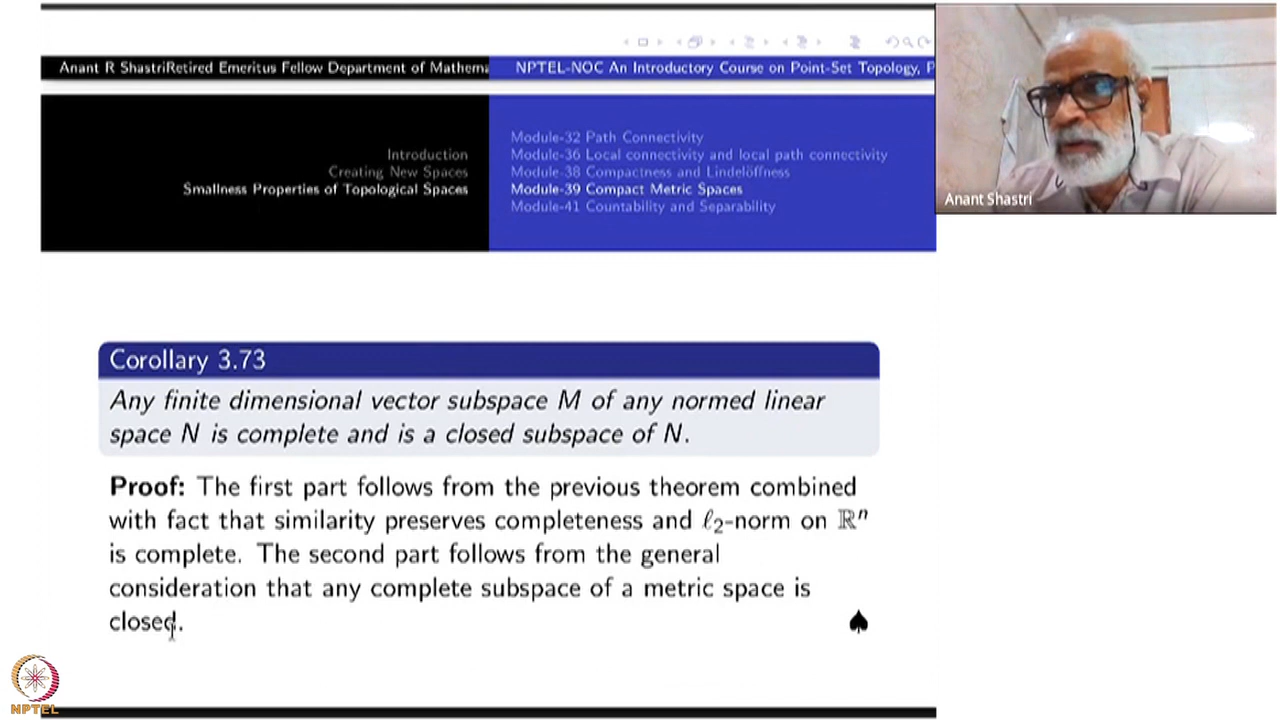 Anant R ShastriRetired Emeritus Fellow Department of Mathema
NPTEL-NOC An Introductory Course on Point-Set Topology, P
Introduction
Creating New Spaces
Smallness Properties of Topological Spaces
Module-32 Path Connectivity
Module-36 Local connectivity and local path connectivity
Module-38 Compactness and Lindelöffness
Module-39 Compact Metric Spaces
Module-41 Countability and Separability
Anant Shastri
Corollary 3.73
Any finite dimensional vector subspace M of any normed linear
space N is complete and is a closed subspace of N.
Proof: The first part follows from the previous theorem combined
with fact that similarity preserves completeness and ℓ₂-norm on ℝⁿ
is complete. The second part follows from the general
consideration that any complete subspace of a metric space is
closed.
NPTEL